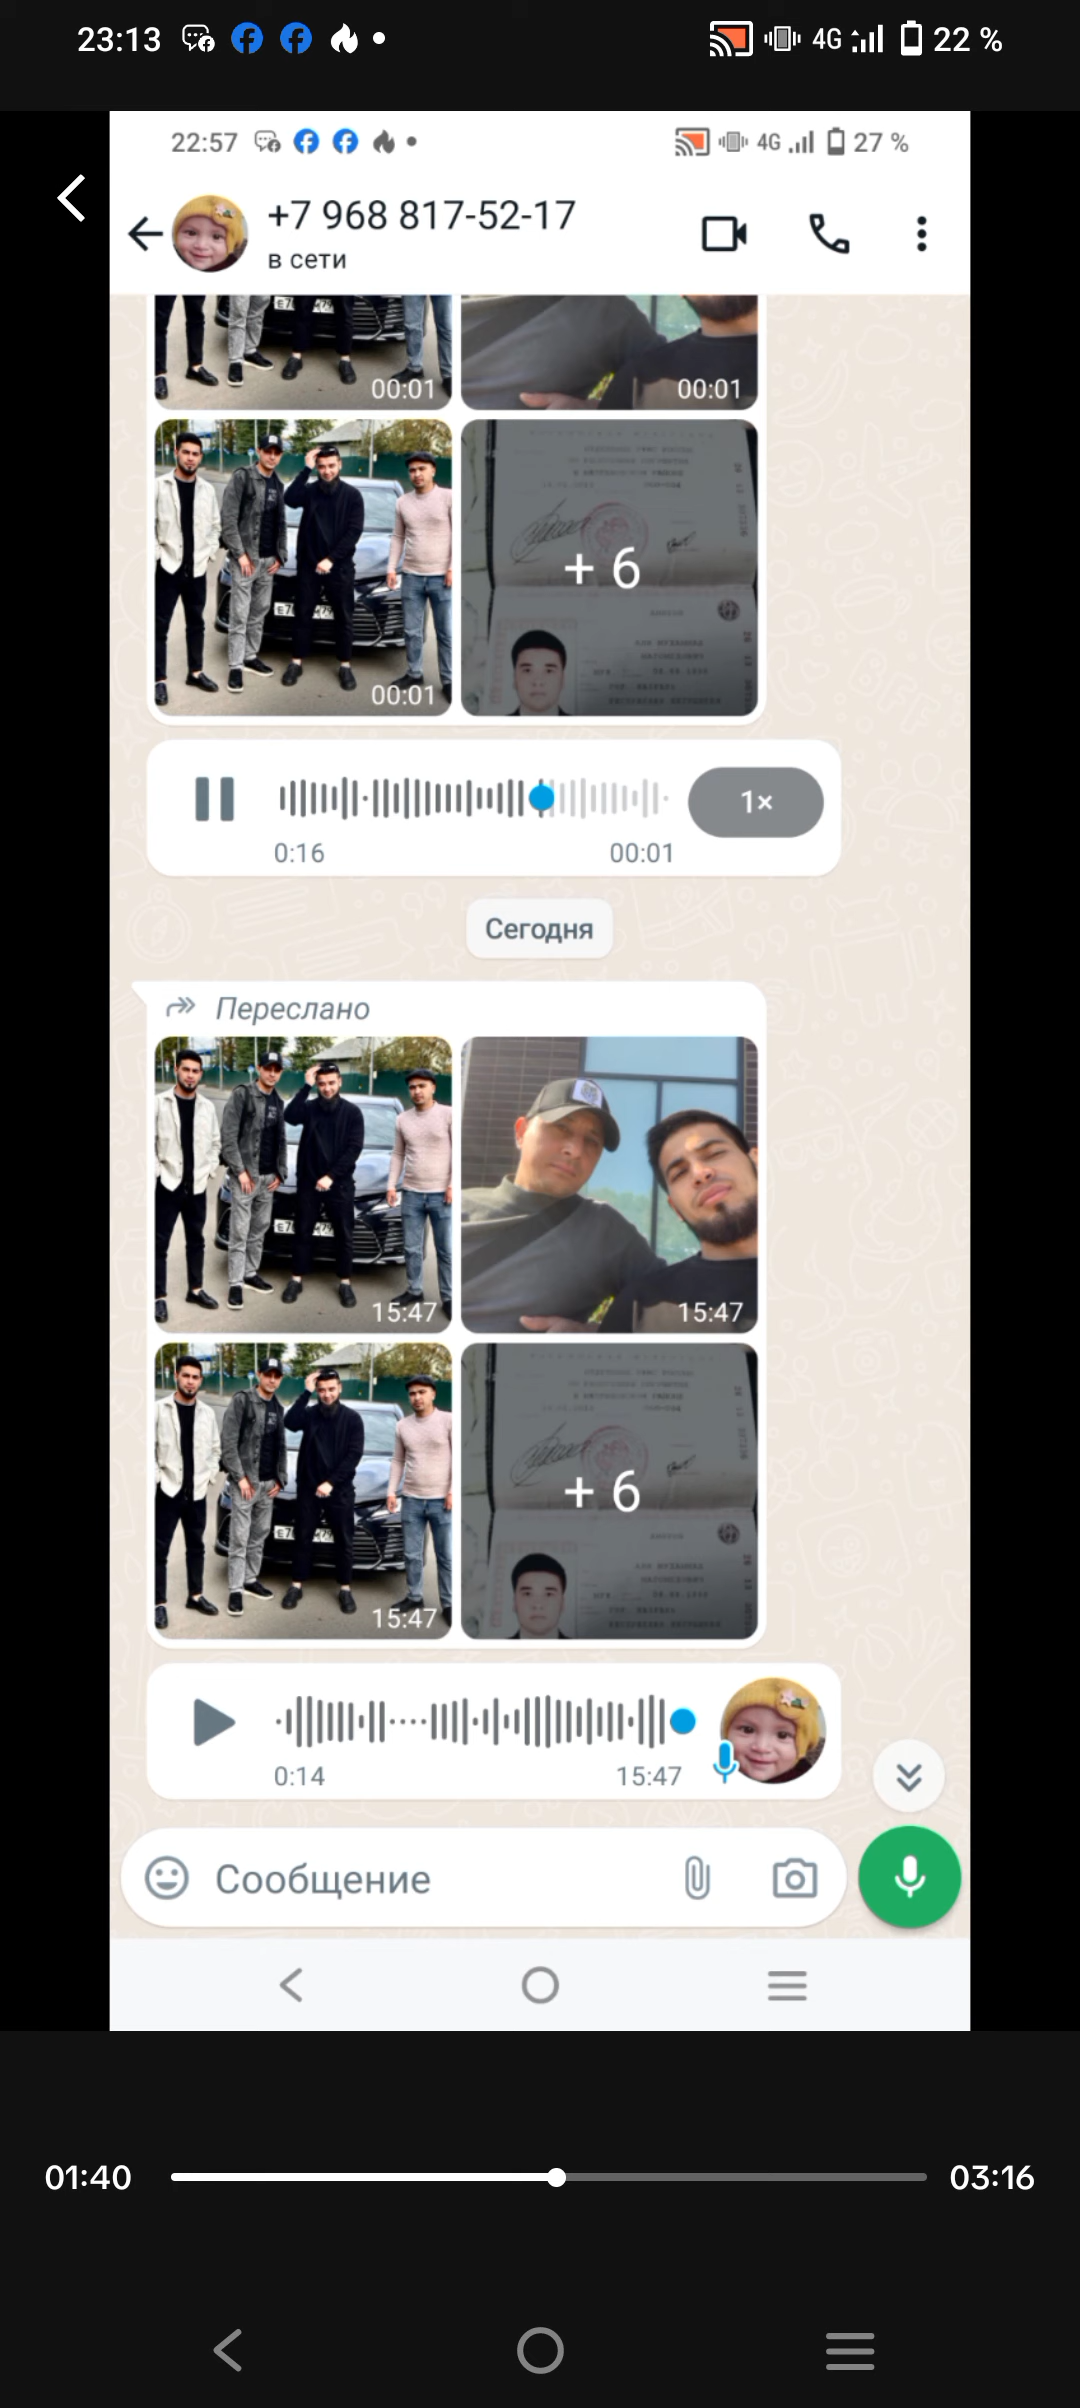 23:13
4G
22 %
22:57
4G
27 %
+7 968 817-52-17
в сети
00:01
00:01
00:01
+ 6
1×
0:16
00:01
Сегодня
Переслано
15:47
15:47
15:47
+ 6
0:14
15:47
Сообщение
01:40
03:16